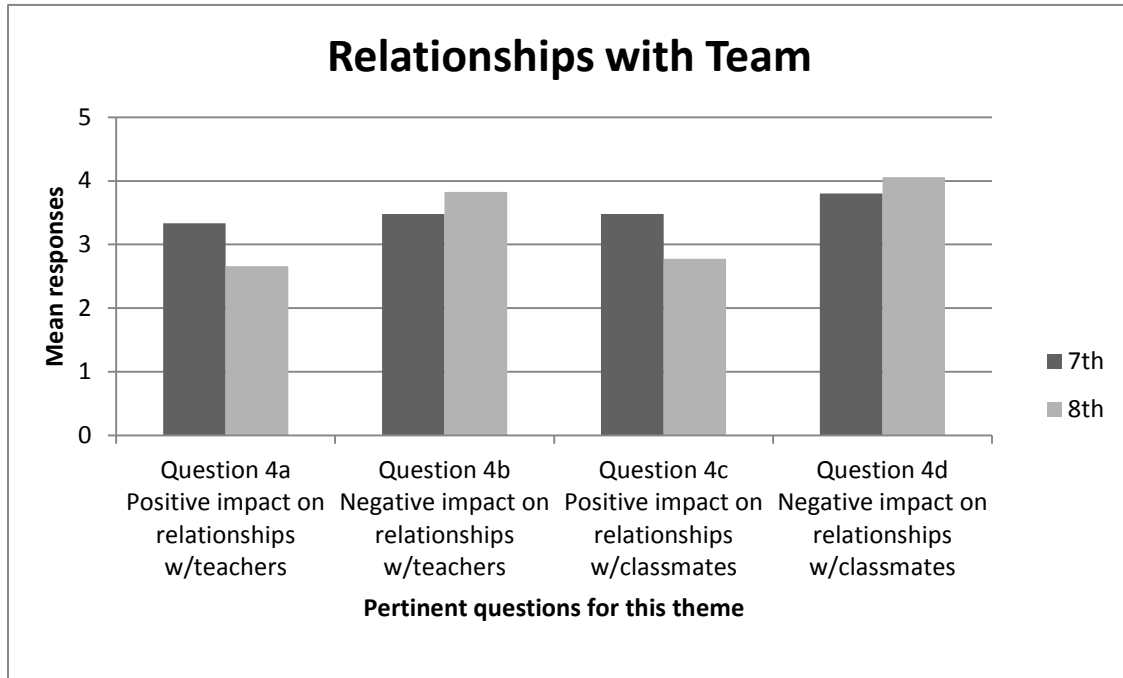 Relationships with Team
5
4
3
2
1
0
Mean responses
7th
8th
Question 4a
Positive impact on
relationships
w/teachers
Question 4b
Negative impact on
relationships
w/teachers
Question 4c
Positive impact on
relationships
w/classmates
Question 4d
Negative impact on
relationships
w/classmates
Pertinent questions for this theme